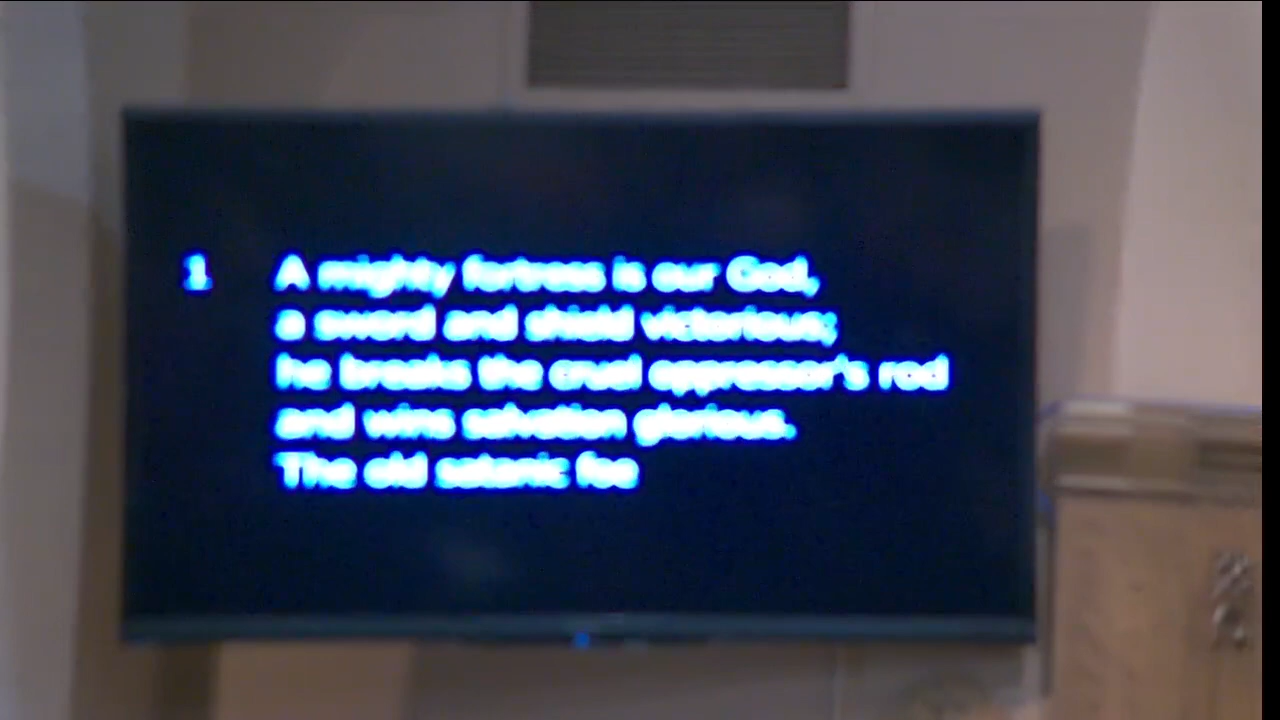 1 A mighty fortress is our God,
a sword and shield victorious;
he breaks the cruel oppressor's rod
and wins salvation glorious.
The old satanic foe